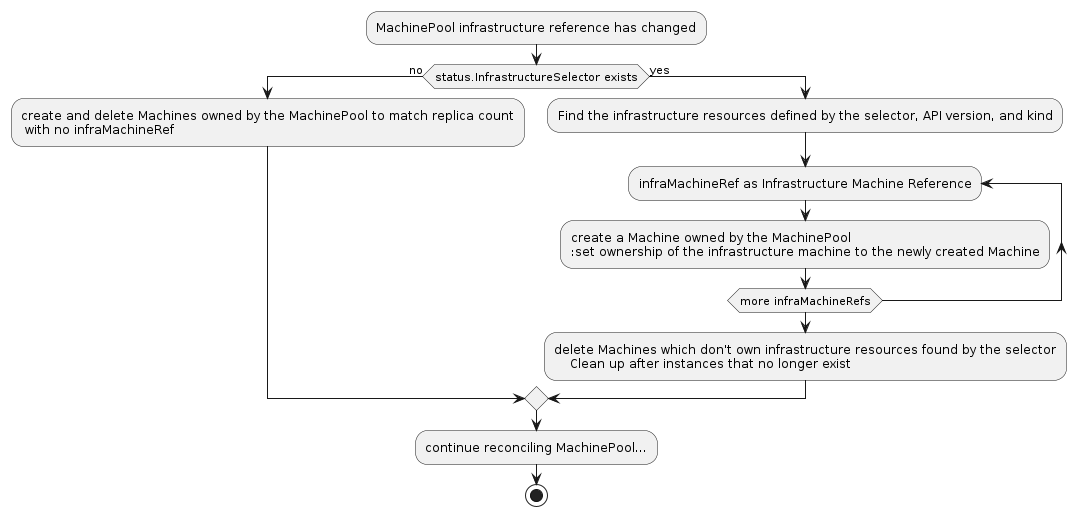 MachinePool infrastructure reference has changed
no
status.InfrastructureSelector exists
yes
create and delete Machines owned by the MachinePool to match replica count
with no infraMachineRef
Find the infrastructure resources defined by the selector, API version, and kind
infraMachineRef as Infrastructure Machine Reference
create a Machine owned by the MachinePool
:set ownership of the infrastructure machine to the newly created Machine
more infraMachineRefs
delete Machines which don't own infrastructure resources found by the selector
Clean up after instances that no longer exist
continue reconciling MachinePool...